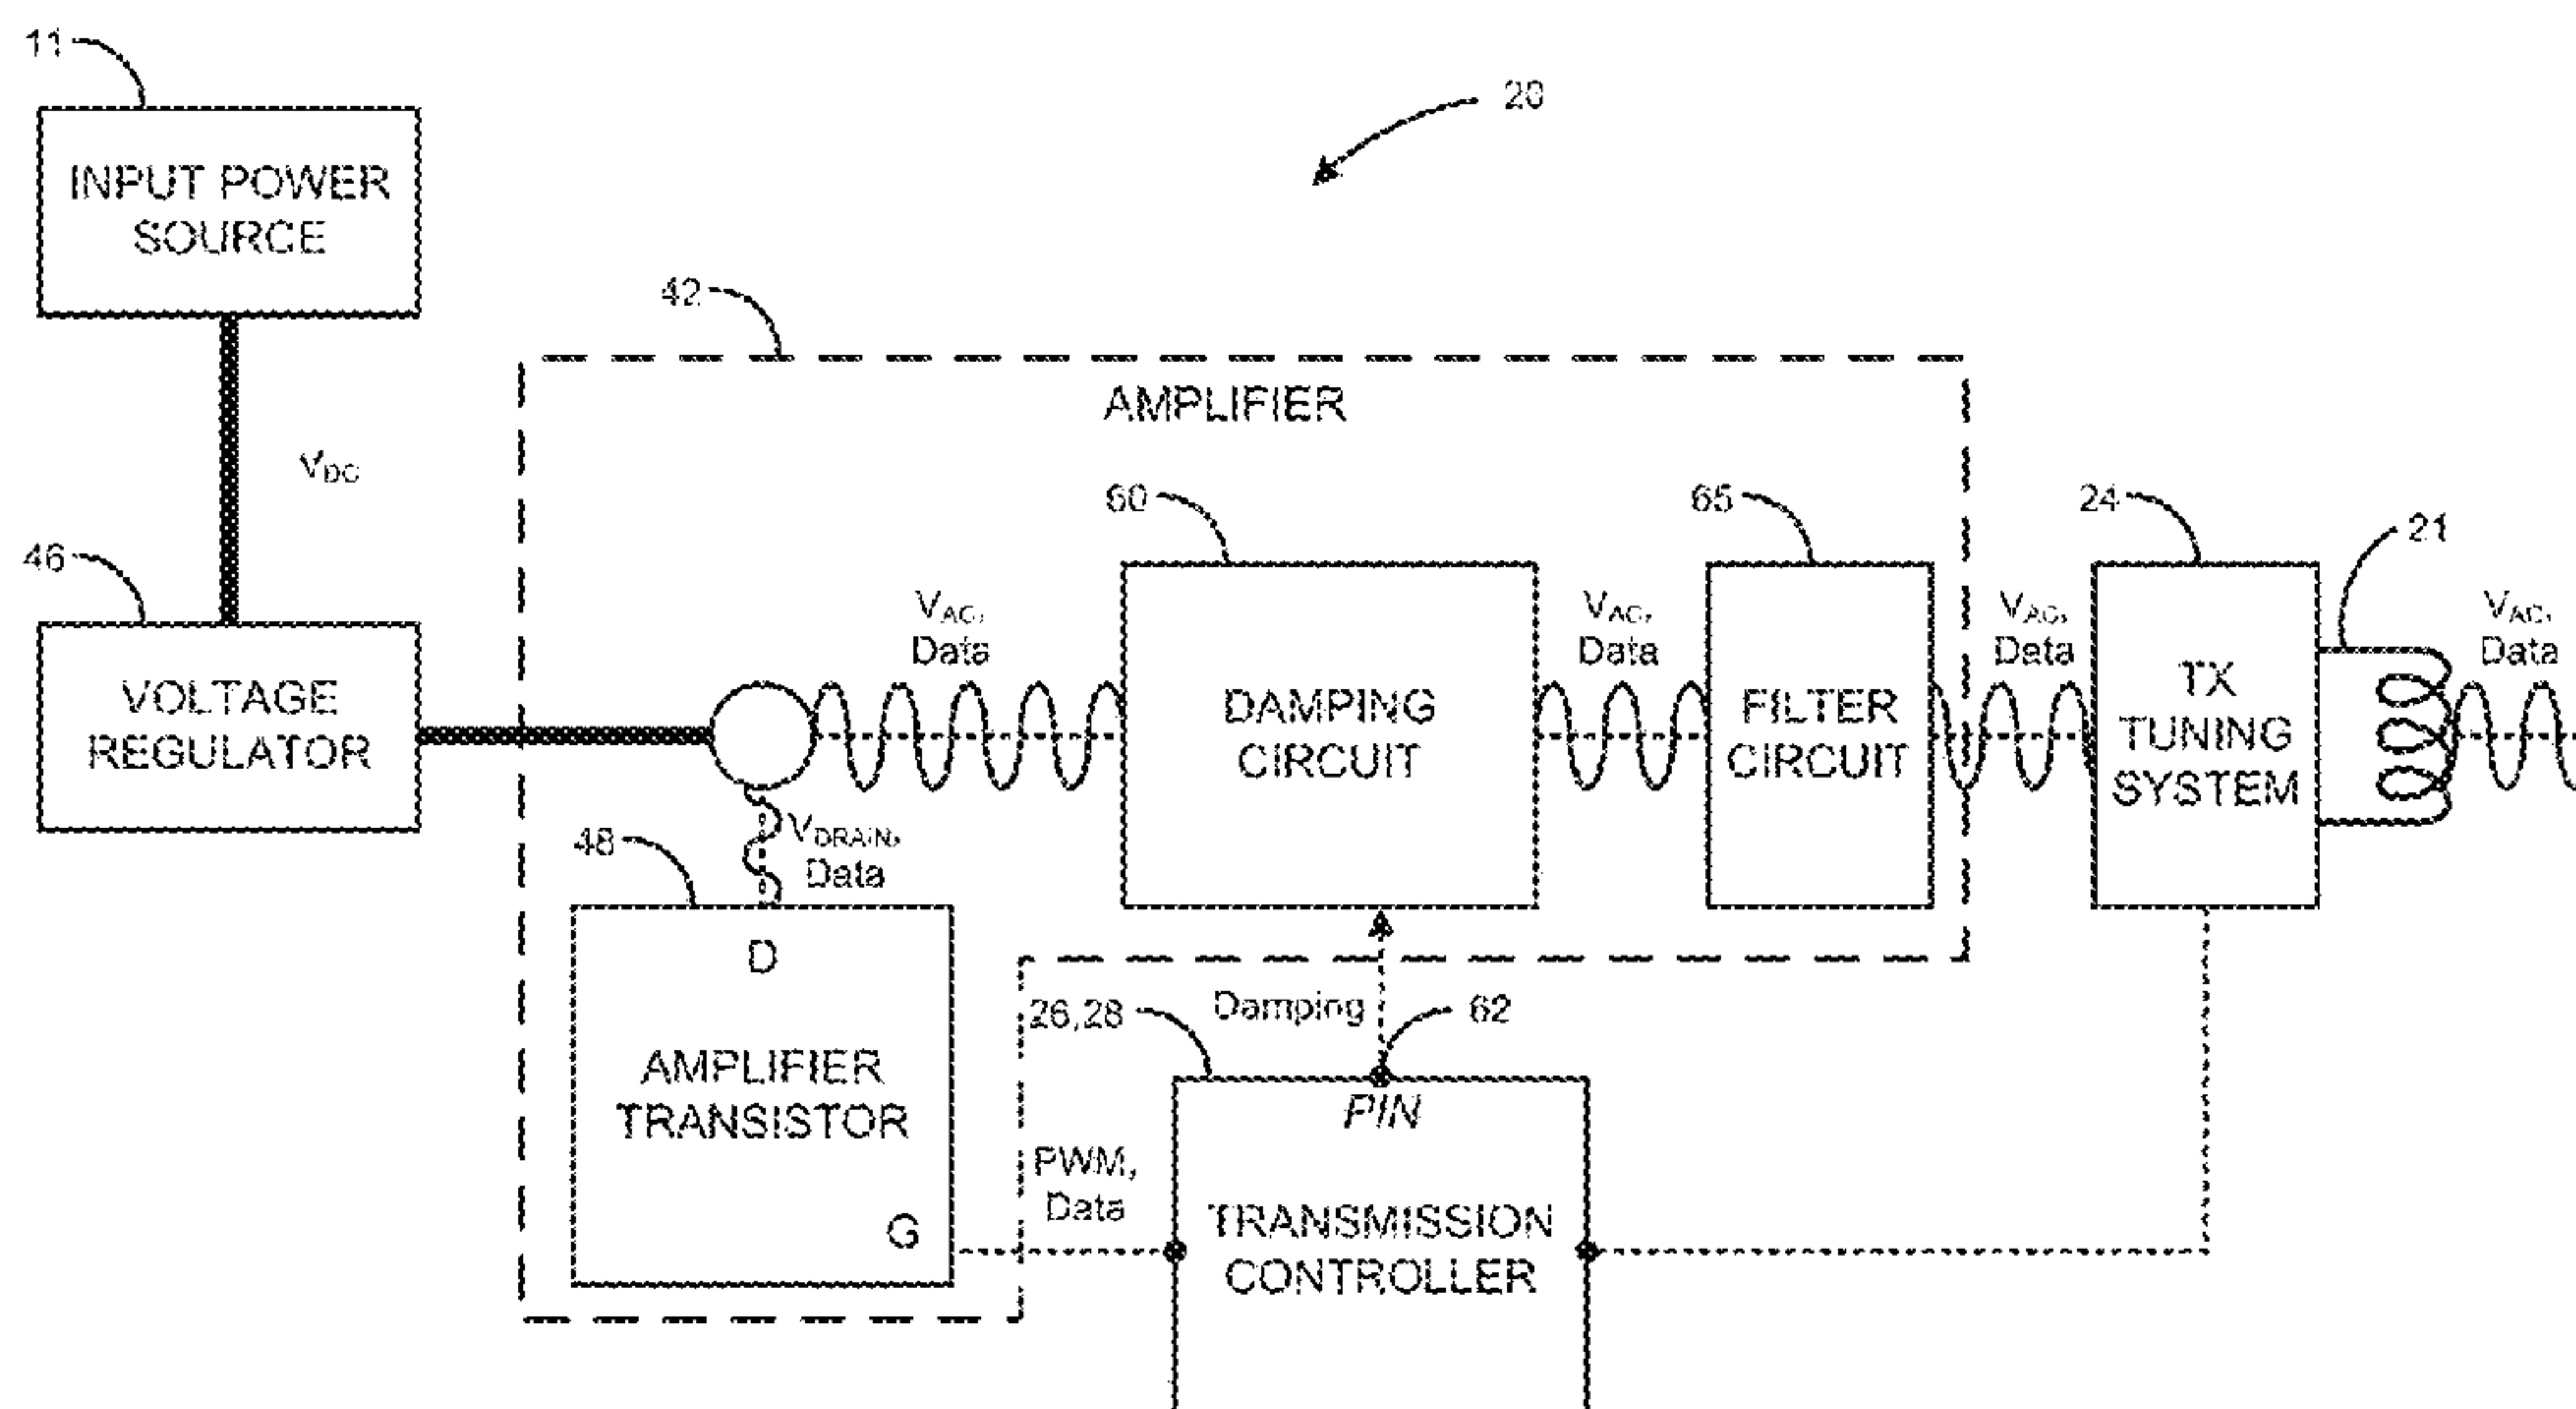 11
20
INPUT POWER
SOURCE
42
AMPLIFIER
VDC
60
65
24
21
46
VAC,
Data
VAC,
Data
VAC,
Data
VAC,
Data
VOLTAGE
REGULATOR
DAMPING
CIRCUIT
FILTER
CIRCUIT
TX
TUNING
SYSTEM
VDRAIN,
Data
48
D
26,28
Damping
62
AMPLIFIER
TRANSISTOR
PIN
PWM,
Data
G
TRANSMISSION
CONTROLLER